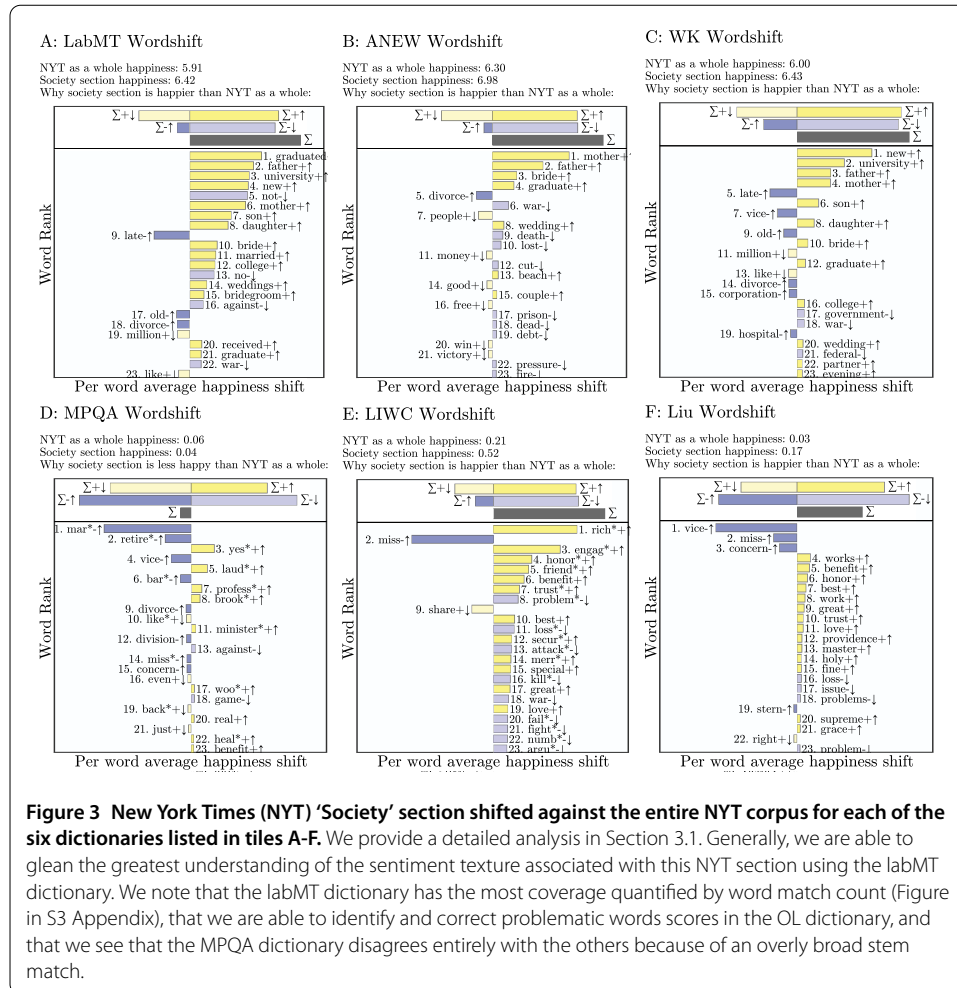 A: LabMT Wordshift
NYT as a whole happiness: 5.91
Society section happiness: 6.42
Why society section is happier than NYT as a whole:
Σ+↓ Σ+↑
Σ-↑ Σ-↓
Σ
1. graduated
2. father+↑
3. university+↑
4. new+↑
5. not-↓
6. mother+↑
7. son+↑
8. daughter+↑
9. late-↑
10. bride+↑
11. married+↑
12. college+↑
13. no-↓
14. weddings+↑
15. bridegroom+↑
16. against-↓
17. old-↑
18. divorce-↑
19. million+↓
20. received+↑
21. graduate+↑
22. war-↓
23. like+↓
Word Rank
Per word average happiness shift
B: ANEW Wordshift
NYT as a whole happiness: 6.30
Society section happiness: 6.98
Why society section is happier than NYT as a whole:
Σ+↓ Σ+↑
Σ-↑ Σ-↓
Σ
1. mother+↑
2. father+↑
3. bride+↑
4. graduate+↑
5. divorce-↑
6. war-↓
7. people+↓
8. wedding+↑
9. death-↓
10. lost-↓
11. money+↓
12. cut-↓
13. beach+↑
14. good+↓
15. couple+↑
16. free+↓
17. prison-↓
18. dead-↓
19. debt-↓
20. win+↓
21. victory+↓
22. pressure-↓
23. fire-↓
Word Rank
Per word average happiness shift
C: WK Wordshift
NYT as a whole happiness: 6.00
Society section happiness: 6.43
Why society section is happier than NYT as a whole:
Σ+↓ Σ+↑
Σ-↑ Σ-↓
Σ
1. new+↑
2. university+↑
3. father+↑
4. mother+↑
5. late-↑
6. son+↑
7. vice-↑
8. daughter+↑
9. old-↑
10. bride+↑
11. million+↓
12. graduate+↑
13. like+↓
14. divorce-↑
15. corporation-↑
16. college+↑
17. government-↓
18. war-↓
19. hospital-↑
20. wedding+↑
21. federal-↓
22. partner+↑
23. evening+↑
Word Rank
Per word average happiness shift
D: MPQA Wordshift
NYT as a whole happiness: 0.06
Society section happiness: 0.04
Why society section is less happy than NYT as a whole:
Σ+↓ Σ+↑
Σ-↑ Σ-↓
Σ
1. mar*-↑
2. retire*-↑
3. yes*+↑
4. vice-↑
5. laud*+↑
6. bar*-↑
7. profess*+↑
8. brook*+↑
9. divorce-↑
10. like*+↓
11. minister*+↑
12. division-↑
13. against-↓
14. miss*-↑
15. concern-↑
16. even+↓
17. woo*+↑
18. game-↓
19. back*+↓
20. real+↑
21. just+↓
22. heal*+↑
23. benefit+↑
Word Rank
Per word average happiness shift
E: LIWC Wordshift
NYT as a whole happiness: 0.21
Society section happiness: 0.52
Why society section is happier than NYT as a whole:
Σ+↓ Σ+↑
Σ-↑ Σ-↓
Σ
1. rich*+↑
2. miss-↑
3. engag*+↑
4. honor*+↑
5. friend*+↑
6. benefit+↑
7. trust*+↑
8. problem*-↓
9. share+↓
10. best+↑
11. loss*-↓
12. secur*+↑
13. attack*-↓
14. merr*+↑
15. special+↑
16. kill*-↓
17. great+↑
18. war-↓
19. love+↑
20. fail*-↓
21. fight*-↓
22. numb*-↓
23. argu*-↓
Word Rank
Per word average happiness shift
F: Liu Wordshift
NYT as a whole happiness: 0.03
Society section happiness: 0.17
Why society section is happier than NYT as a whole:
Σ+↓ Σ+↑
Σ-↑ Σ-↓
Σ
1. vice-↑
2. miss-↑
3. concern-↑
4. works+↑
5. benefit+↑
6. honor+↑
7. best+↑
8. work+↑
9. great+↑
10. trust+↑
11. love+↑
12. providence+↑
13. master+↑
14. holy+↑
15. fine+↑
16. loss-↓
17. issue-↓
18. problems-↓
19. stern-↑
20. supreme+↑
21. grace+↑
22. right+↓
23. problem-↓
Word Rank
Per word average happiness shift
Figure 3 New York Times (NYT) ‘Society’ section shifted against the entire NYT corpus for each of the
six dictionaries listed in tiles A-F. We provide a detailed analysis in Section 3.1. Generally, we are able to
glean the greatest understanding of the sentiment texture associated with this NYT section using the labMT
dictionary. We note that the labMT dictionary has the most coverage quantified by word match count (Figure
in S3 Appendix), that we are able to identify and correct problematic words scores in the OL dictionary, and
that we see that the MPQA dictionary disagrees entirely with the others because of an overly broad stem
match.